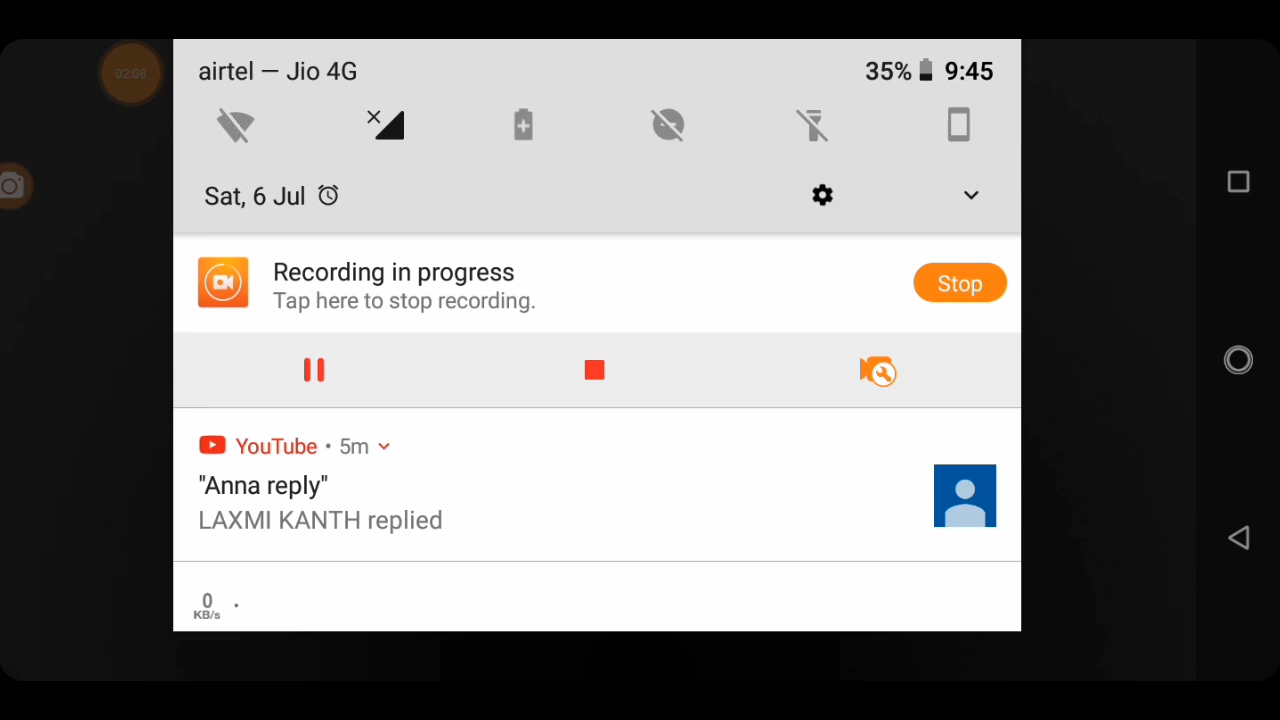 airtel — Jio 4G
35% 9:45
02:08
Sat, 6 Jul
Recording in progress
Tap here to stop recording.
Stop
YouTube • 5m
"Anna reply"
LAXMI KANTH replied
0
KB/s .